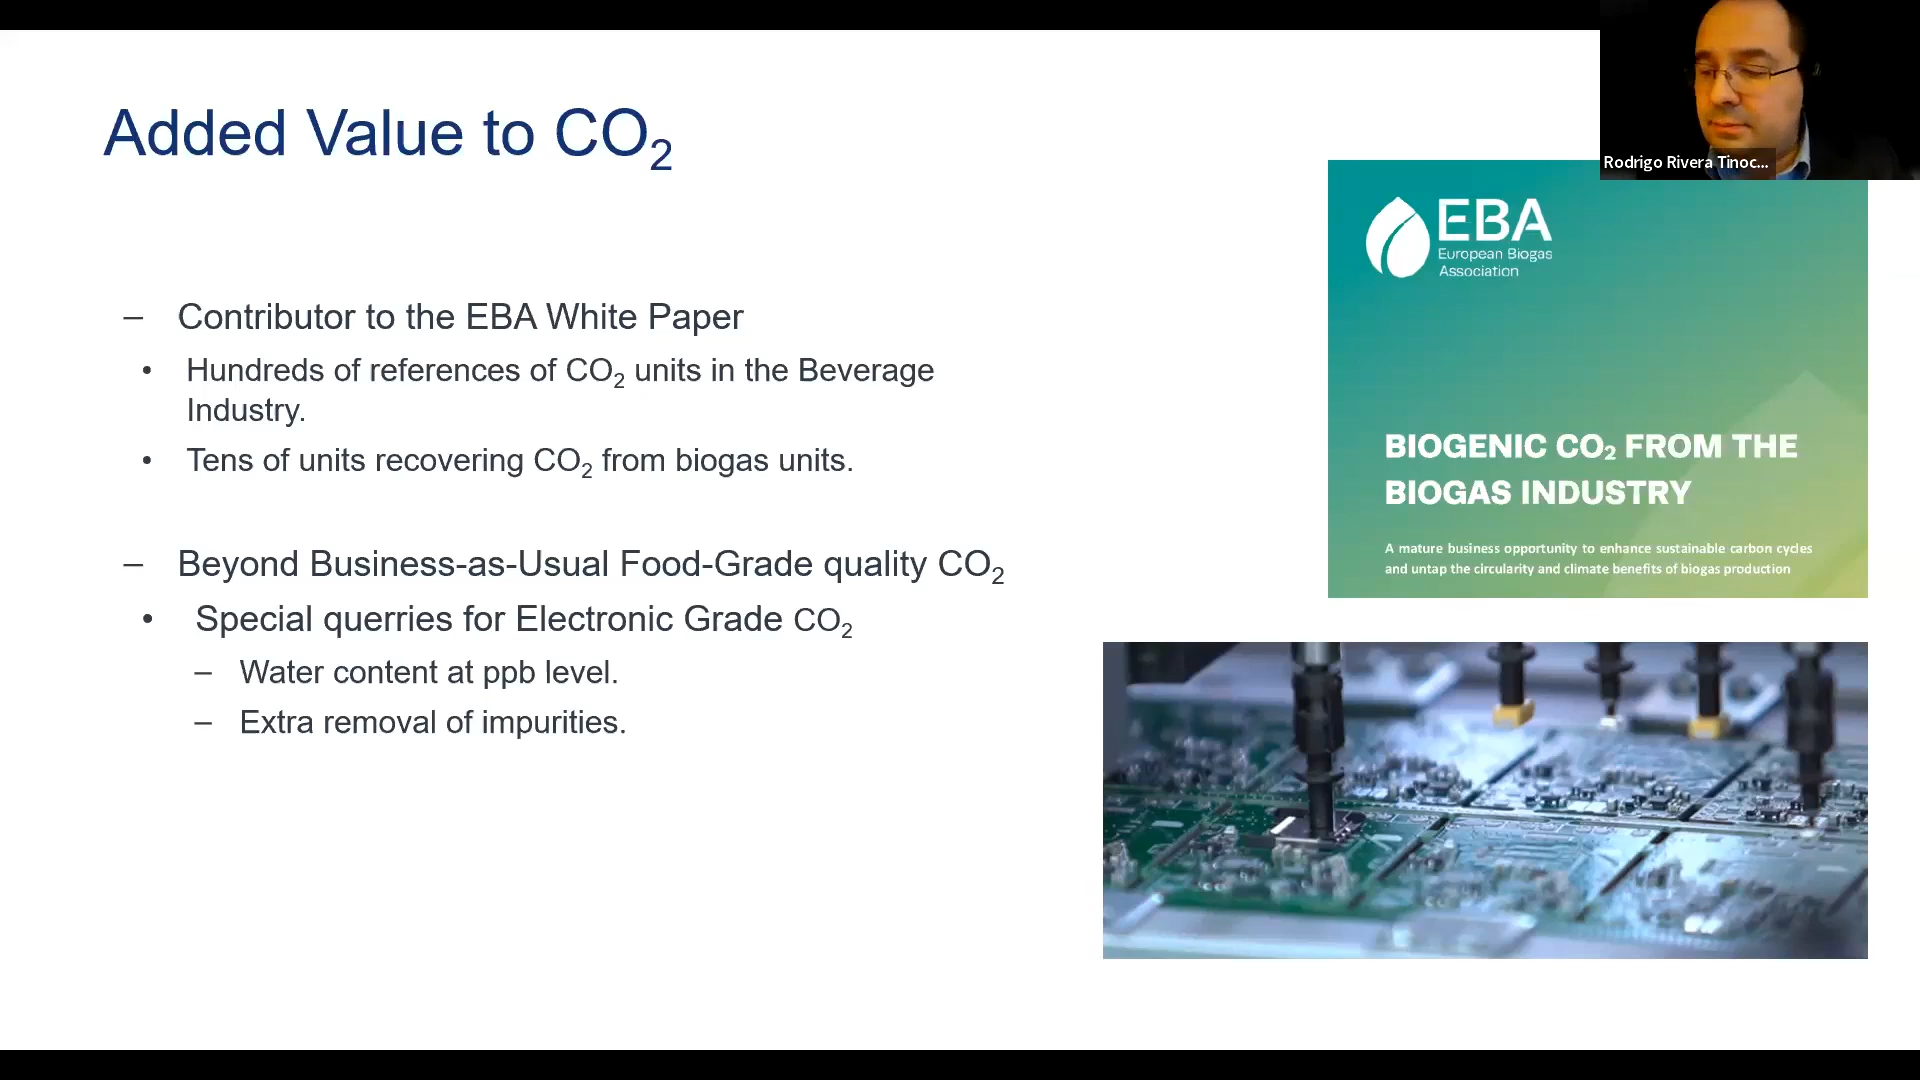 Added Value to CO₂
Rodrigo Rivera Tinoc...
EBA
European Biogas
Association
BIOGENIC CO₂ FROM THE
BIOGAS INDUSTRY
A mature business opportunity to enhance sustainable carbon cycles
and untap the circularity and climate benefits of biogas production
– Contributor to the EBA White Paper
• Hundreds of references of CO₂ units in the Beverage
Industry.
• Tens of units recovering CO₂ from biogas units.
– Beyond Business-as-Usual Food-Grade quality CO₂
• Special querries for Electronic Grade CO₂
– Water content at ppb level.
– Extra removal of impurities.